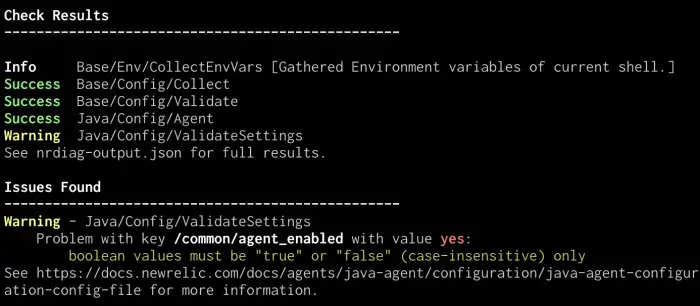 Check Results
-------------------------------------------------
Info     Base/Env/CollectEnvVars [Gathered Environment variables of current shell.]
Success  Base/Config/Collect
Success  Base/Config/Validate
Success  Java/Config/Agent
Warning  Java/Config/ValidateSettings
See nrdiag-output.json for full results.
Issues Found
-------------------------------------------------
Warning - Java/Config/ValidateSettings
Problem with key /common/agent_enabled with value yes:
boolean values must be "true" or "false" (case-insensitive) only
See https://docs.newrelic.com/docs/agents/java-agent/configuration/java-agent-configur
ation-config-file for more information.